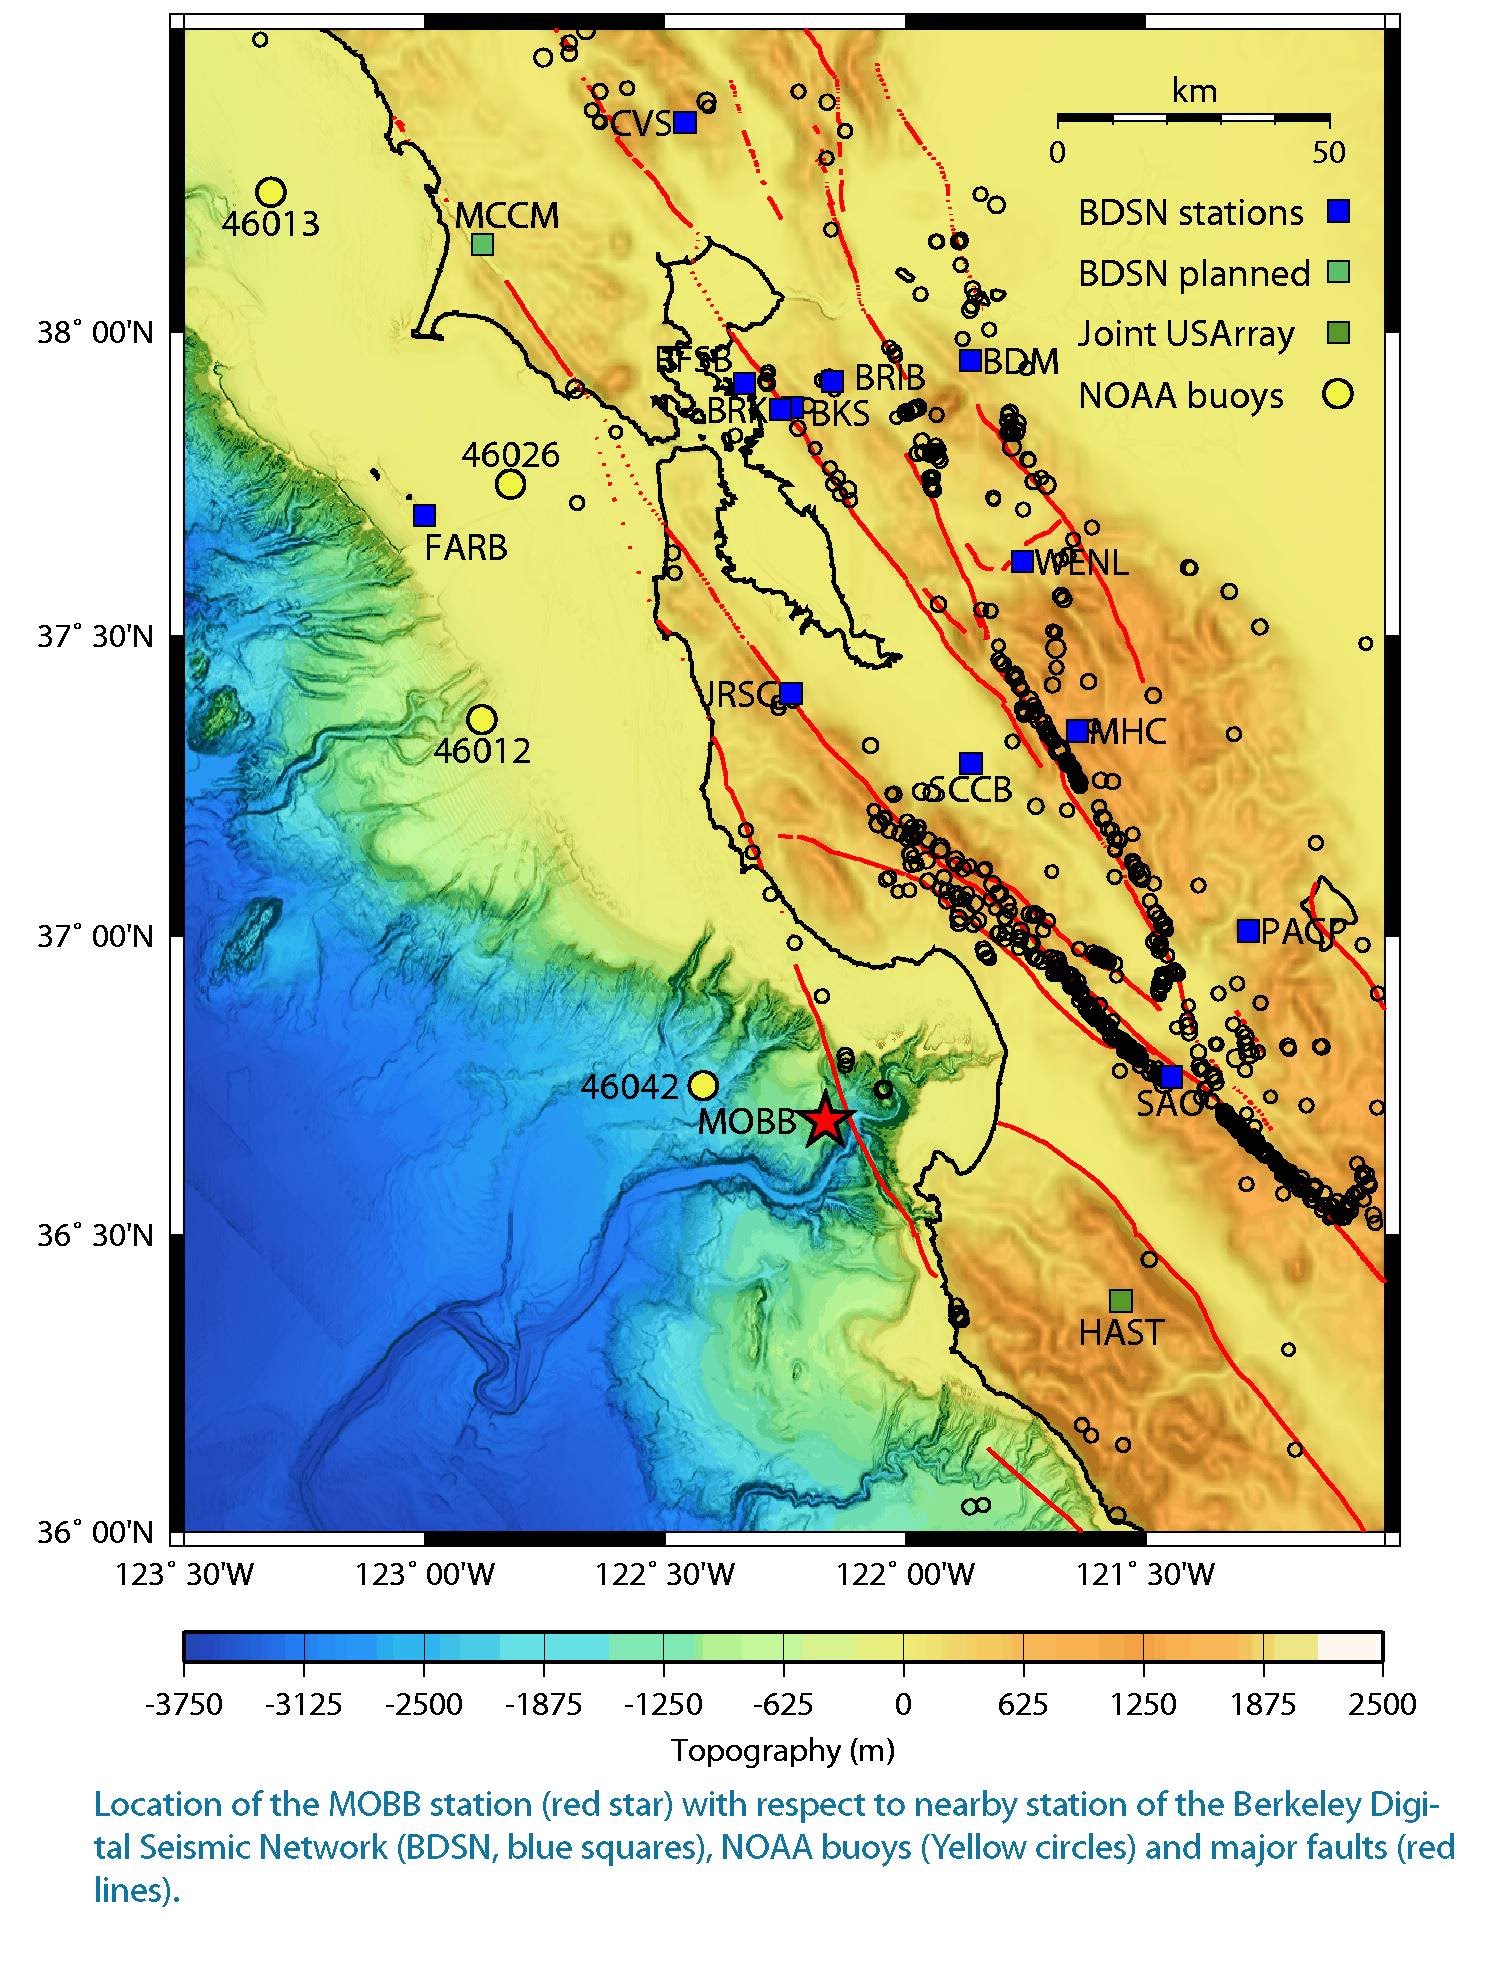 km
0 50
CVS
BDSN stations
46013
MCCM
BDSN planned
38° 00'N
Joint USArray
BFSB
BRIB
BDM
NOAA buoys
BRK
BKS
46026
FARB
WENL
37° 30'N
JRSC
46012
MHC
SCCB
37° 00'N
PACP
46042
MOBB
SAO
36° 30'N
HAST
36° 00'N
123° 30'W 123° 00'W 122° 30'W 122° 00'W 121° 30'W
-3750 -3125 -2500 -1875 -1250 -625 0 625 1250 1875 2500
Topography (m)
Location of the MOBB station (red star) with respect to nearby station of the Berkeley Digi-
tal Seismic Network (BDSN, blue squares), NOAA buoys (Yellow circles) and major faults (red
lines).